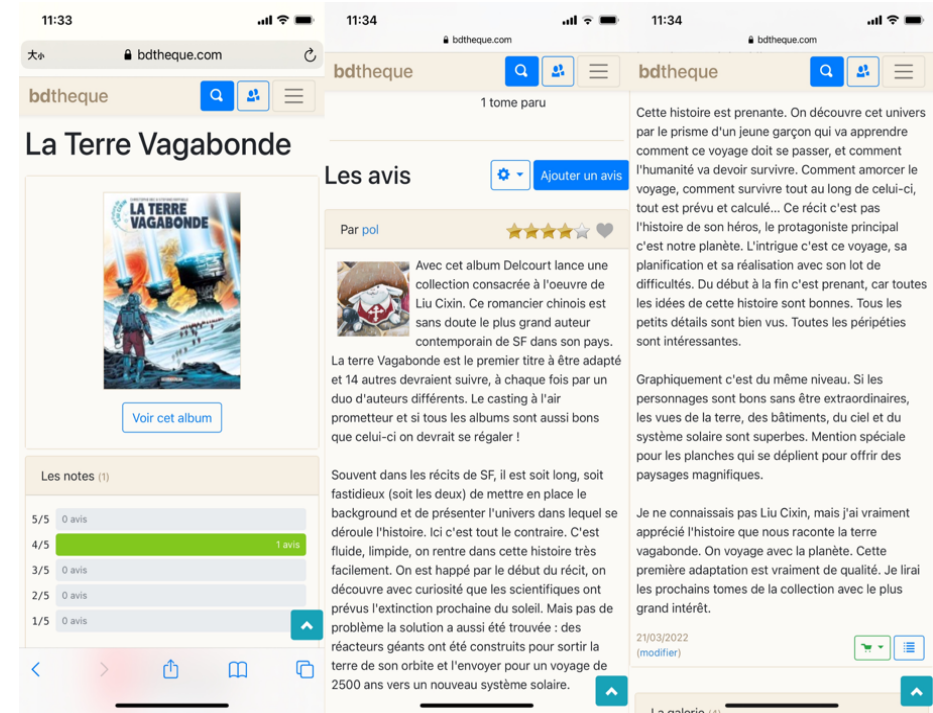 11:33
大小
bdtheque.com
bdtheque
La Terre Vagabonde
LA TERRE
VAGABONDE
Voir cet album
Les notes (1)
5/5 0 avis
4/5 1 avis
3/5 0 avis
2/5 0 avis
1/5 0 avis
11:34
bdtheque.com
bdtheque
1 tome paru
Les avis
Ajouter un avis
Par pol
Avec cet album Delcourt lance une
collection consacrée à l'oeuvre de
Liu Cixin. Ce romancier chinois est
sans doute le plus grand auteur
contemporain de SF dans son pays.
La terre Vagabonde est le premier titre à être adapté
et 14 autres devraient suivre, à chaque fois par un
duo d'auteurs différents. Le casting à l'air
prometteur et si tous les albums sont aussi bons
que celui-ci on devrait se régaler !
Souvent dans les récits de SF, il est soit long, soit
fastidieux (soit les deux) de mettre en place le
background et de présenter l'univers dans lequel se
déroule l'histoire. Ici c'est tout le contraire. C'est
fluide, limpide, on rentre dans cette histoire très
facilement. On est happé par le début du récit, on
découvre avec curiosité que les scientifiques ont
prévus l'extinction prochaine du soleil. Mais pas de
problème la solution a aussi été trouvée : des
réacteurs géants ont été construits pour sortir la
terre de son orbite et l'envoyer pour un voyage de
2500 ans vers un nouveau système solaire.
11:34
bdtheque.com
bdtheque
Cette histoire est prenante. On découvre cet univers
par le prisme d'un jeune garçon qui va apprendre
comment ce voyage doit se passer, et comment
l'humanité va devoir survivre. Comment amorcer le
voyage, comment survivre tout au long de celui-ci,
tout est prévu et calculé... Ce récit c'est pas
l'histoire de son héros, le protagoniste principal
c'est notre planète. L'intrigue c'est ce voyage, sa
planification et sa réalisation avec son lot de
difficultés. Du début à la fin c'est prenant, car toutes
les idées de cette histoire sont bonnes. Tous les
petits détails sont bien vus. Toutes les péripéties
sont intéressantes.
Graphiquement c'est du même niveau. Si les
personnages sont bons sans être extraordinaires,
les vues de la terre, des bâtiments, du ciel et du
système solaire sont superbes. Mention spéciale
pour les planches qui se déplient pour offrir des
paysages magnifiques.
Je ne connaissais pas Liu Cixin, mais j'ai vraiment
apprécié l'histoire que nous raconte la terre
vagabonde. On voyage avec la planète. Cette
première adaptation est vraiment de qualité. Je lirai
les prochains tomes de la collection avec le plus
grand intérêt.
21/03/2022
(modifier)
La galerie